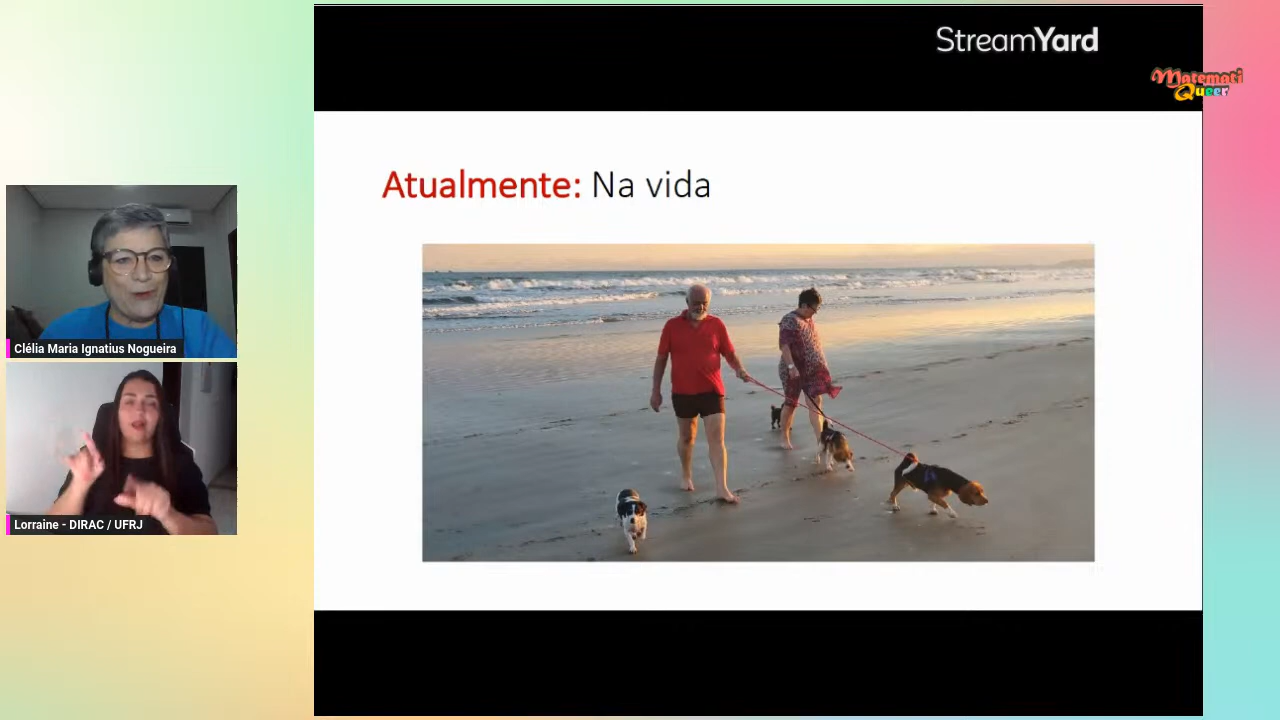 StreamYard
Matemati
Queer
Atualmente: Na vida
Clélia Maria Ignatius Nogueira
Lorraine - DIRAC / UFRJ